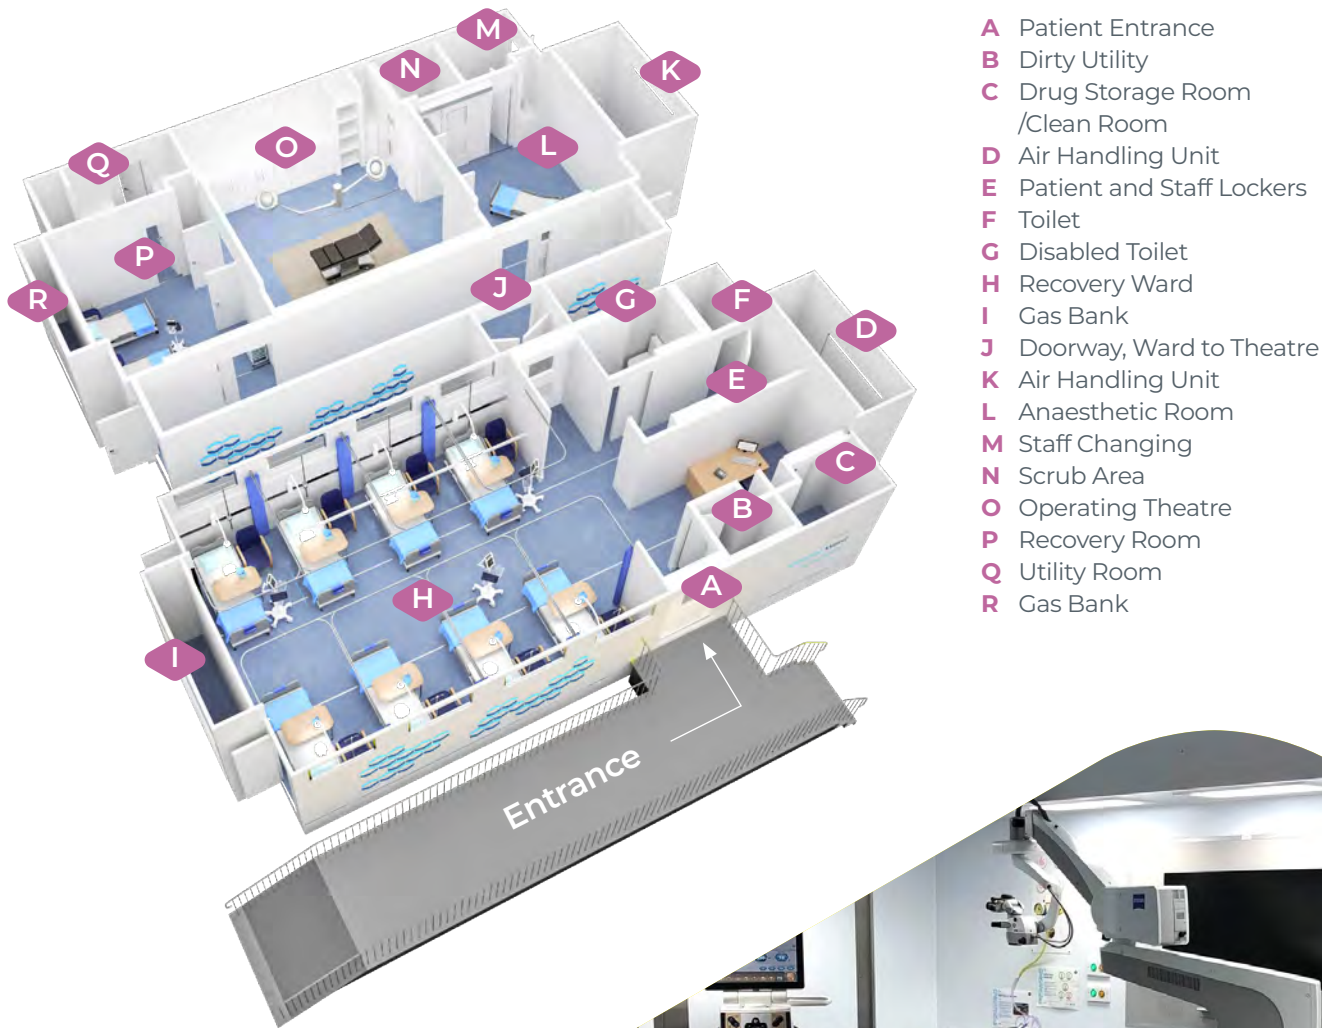 M
N
K
O
L
Q
P
R
J
G
F
D
E
C
B
A
H
I
Entrance
A Patient Entrance
B Dirty Utility
C Drug Storage Room
/Clean Room
D Air Handling Unit
E Patient and Staff Lockers
F Toilet
G Disabled Toilet
H Recovery Ward
I Gas Bank
J Doorway, Ward to Theatre
K Air Handling Unit
L Anaesthetic Room
M Staff Changing
N Scrub Area
O Operating Theatre
P Recovery Room
Q Utility Room
R Gas Bank